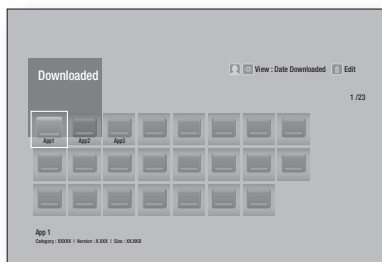 Downloaded
View : Date Downloaded Edit
1 /23
App1 App2 App3
App 1
Category : XXXXX I Version : X.XXX I Size : XX.XKB